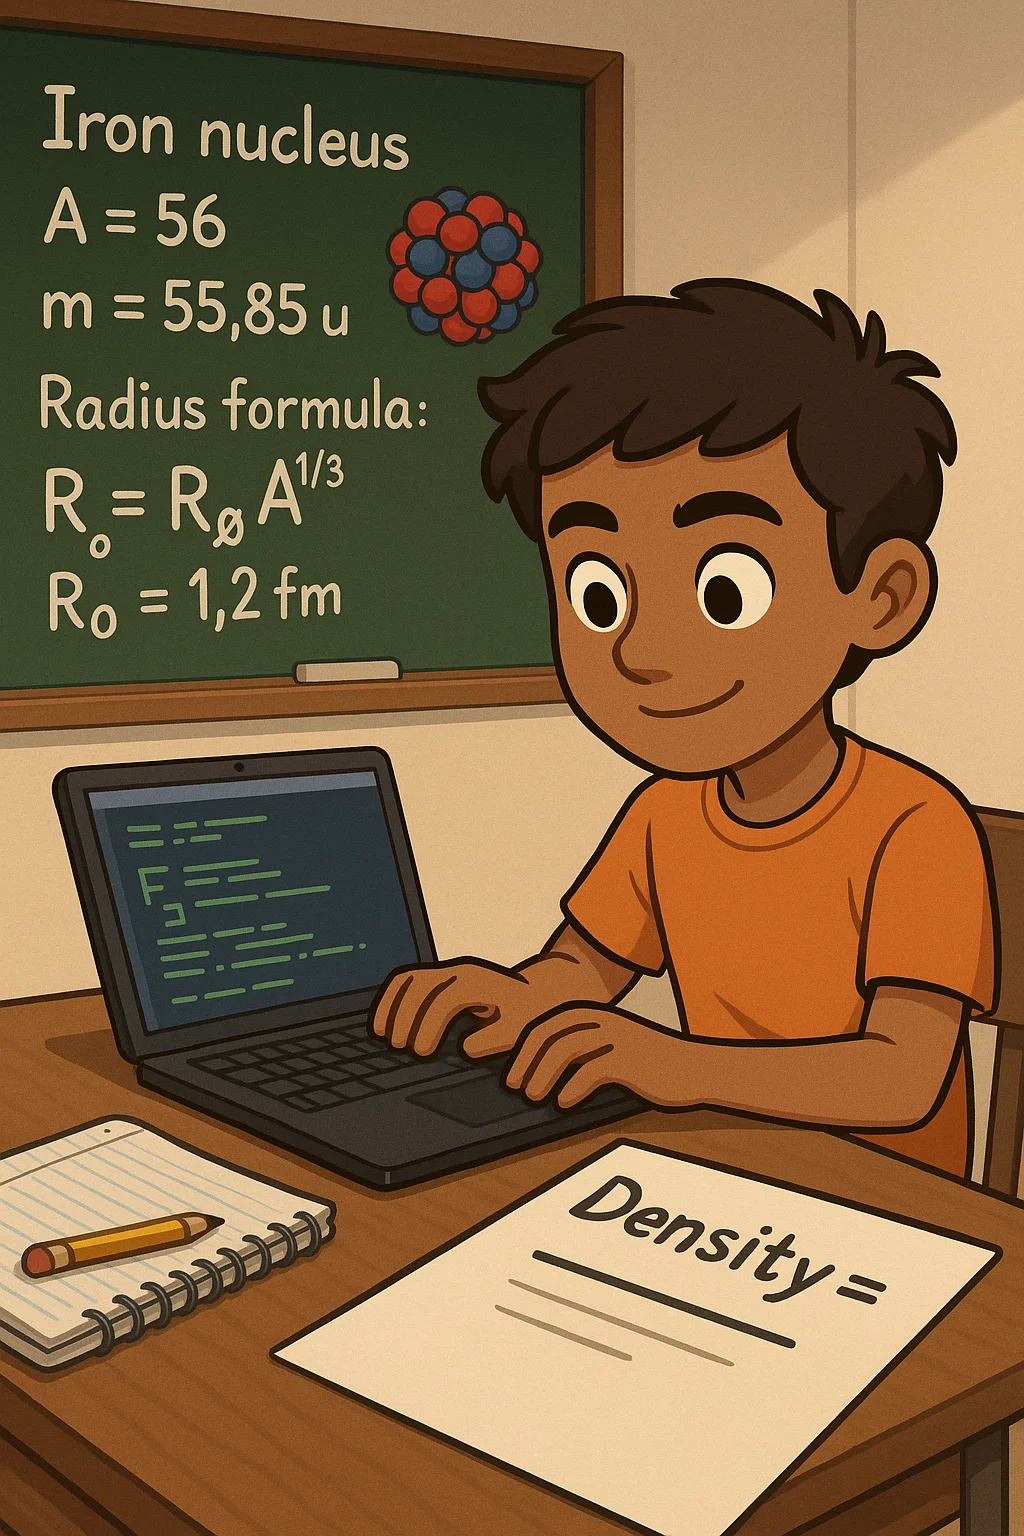 Iron nucleus
A = 56
m = 55,85 u
Radius formula:
Rₒ = Rø A^1/3
R₀ = 1,2 fm
Density =